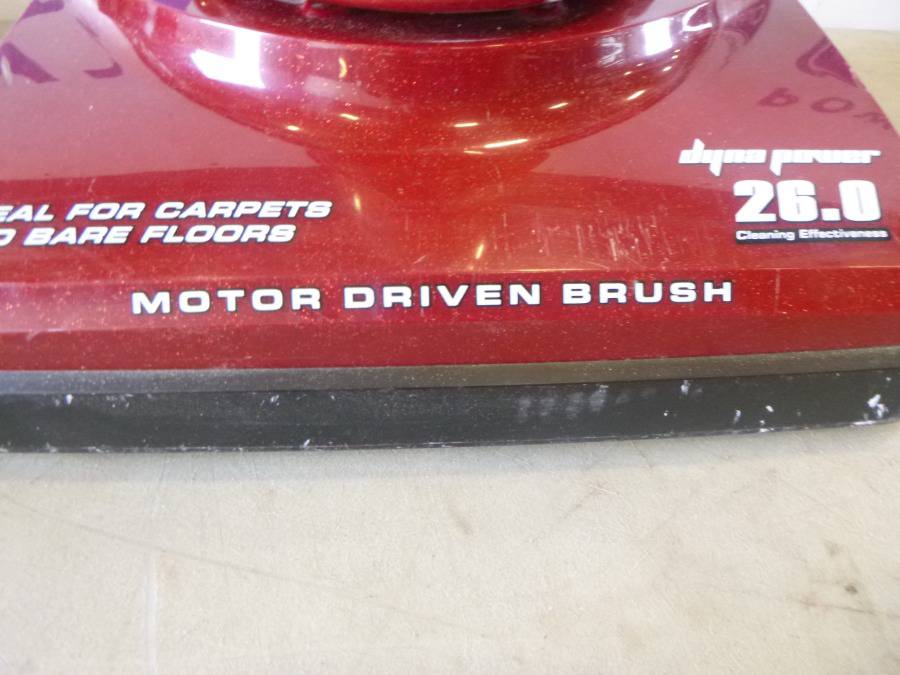 dyna power
26.0
Cleaning Effectiveness
EAL FOR CARPETS
D BARE FLOORS
MOTOR DRIVEN BRUSH